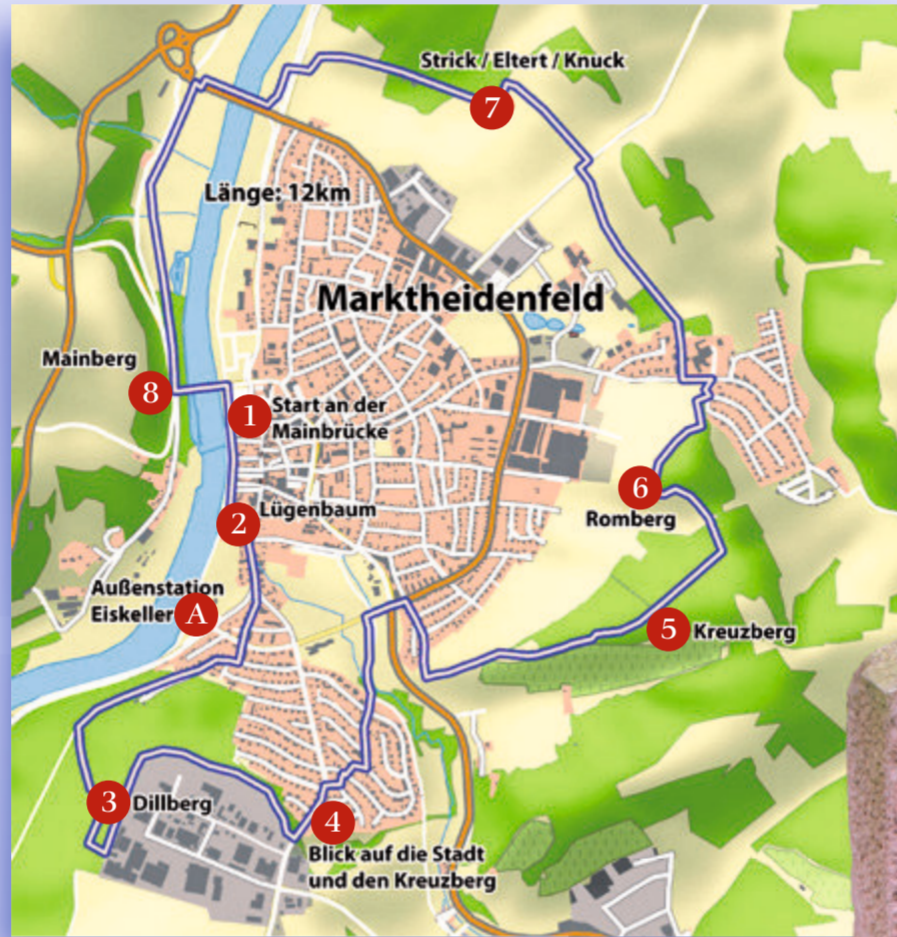 Strick / Eltert / Knuck
7
Länge: 12km
Marktheidenfeld
Mainberg
8
1
Start an der
Mainbrücke
6
Romberg
2
Lügenbaum
Außenstation
Eiskeller
A
5
Kreuzberg
3
Dillberg
4
Blick auf die Stadt
und den Kreuzberg